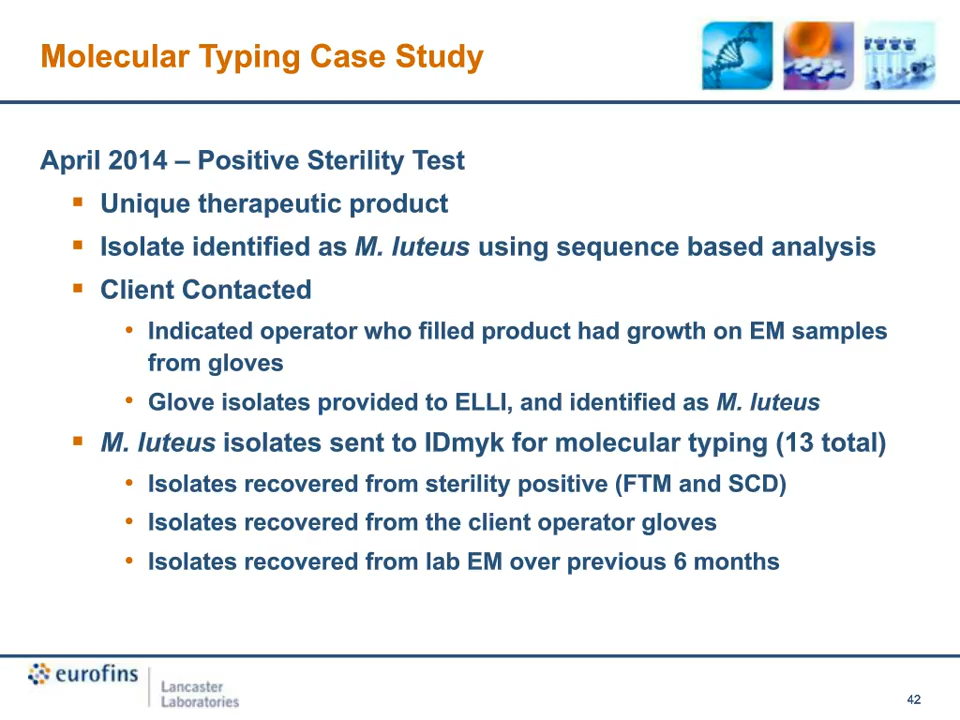 Molecular Typing Case Study
April 2014 – Positive Sterility Test
▪ Unique therapeutic product
▪ Isolate identified as M. luteus using sequence based analysis
▪ Client Contacted
• Indicated operator who filled product had growth on EM samples
from gloves
• Glove isolates provided to ELLI, and identified as M. luteus
▪ M. luteus isolates sent to IDmyk for molecular typing (13 total)
• Isolates recovered from sterility positive (FTM and SCD)
• Isolates recovered from the client operator gloves
• Isolates recovered from lab EM over previous 6 months
eurofins
Lancaster
Laboratories
42